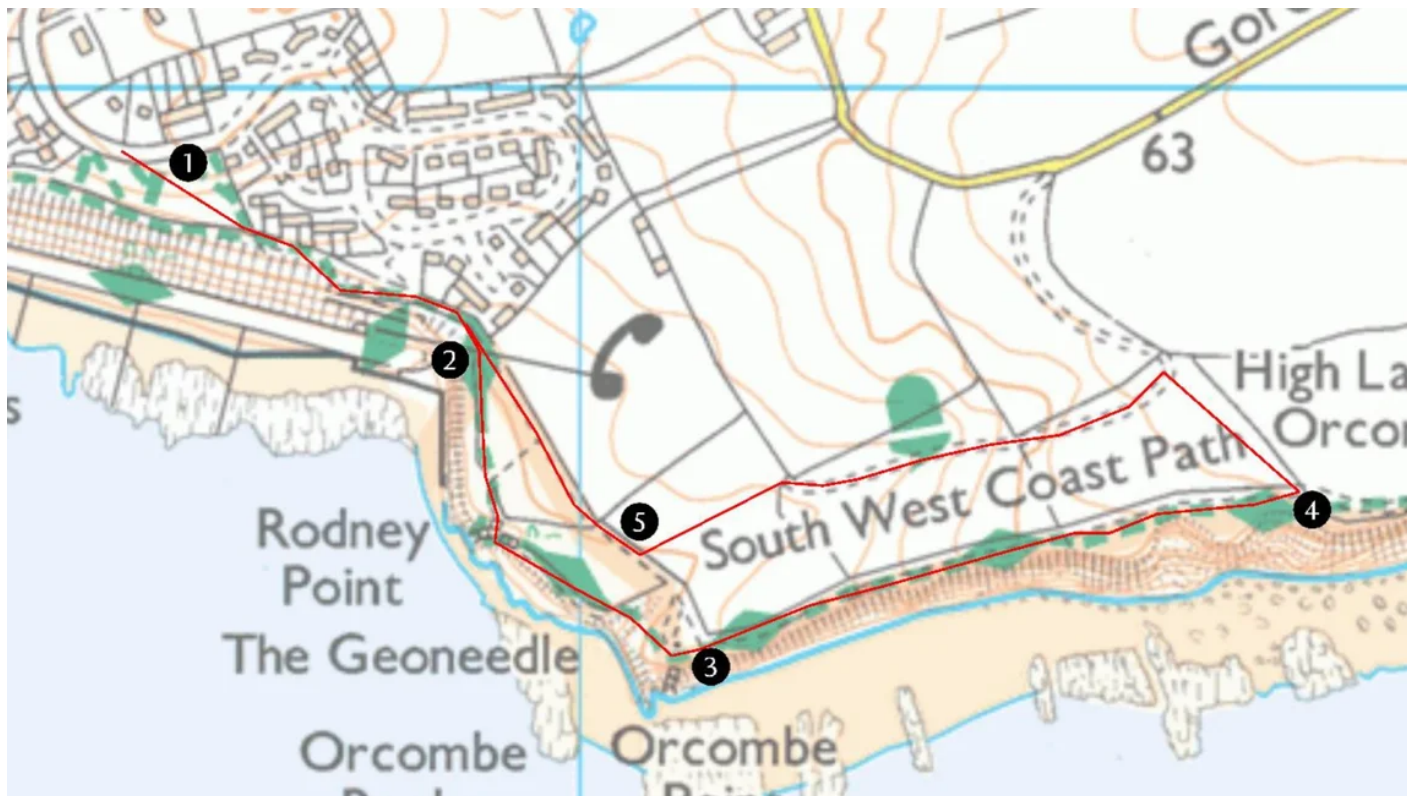 Gor
1
63
2
High La
Orcor
s
South West Coast Path
5
4
Rodney
Point
The Geoneedle
3
Orcombe
Orcombe